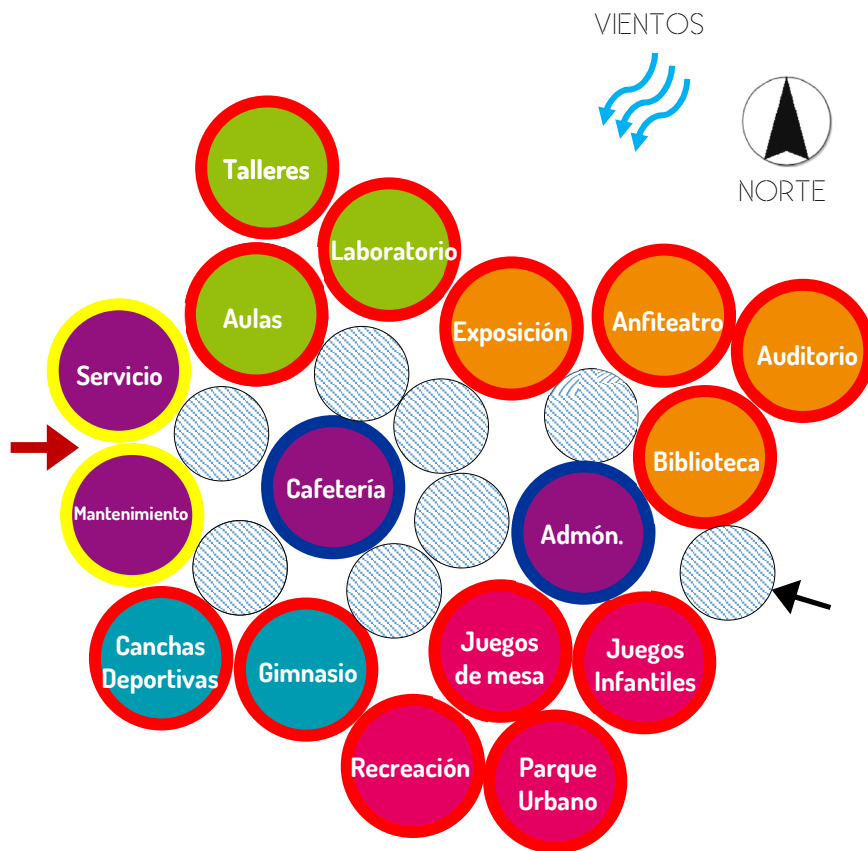 VIENTOS
NORTE
Talleres
Laboratorio
Aulas
Exposición
Anfiteatro
Auditorio
Servicio
Biblioteca
Cafetería
Mantenimiento
Admón.
Canchas
Deportivas
Gimnasio
Juegos
de mesa
Juegos
Infantiles
Recreación
Parque
Urbano